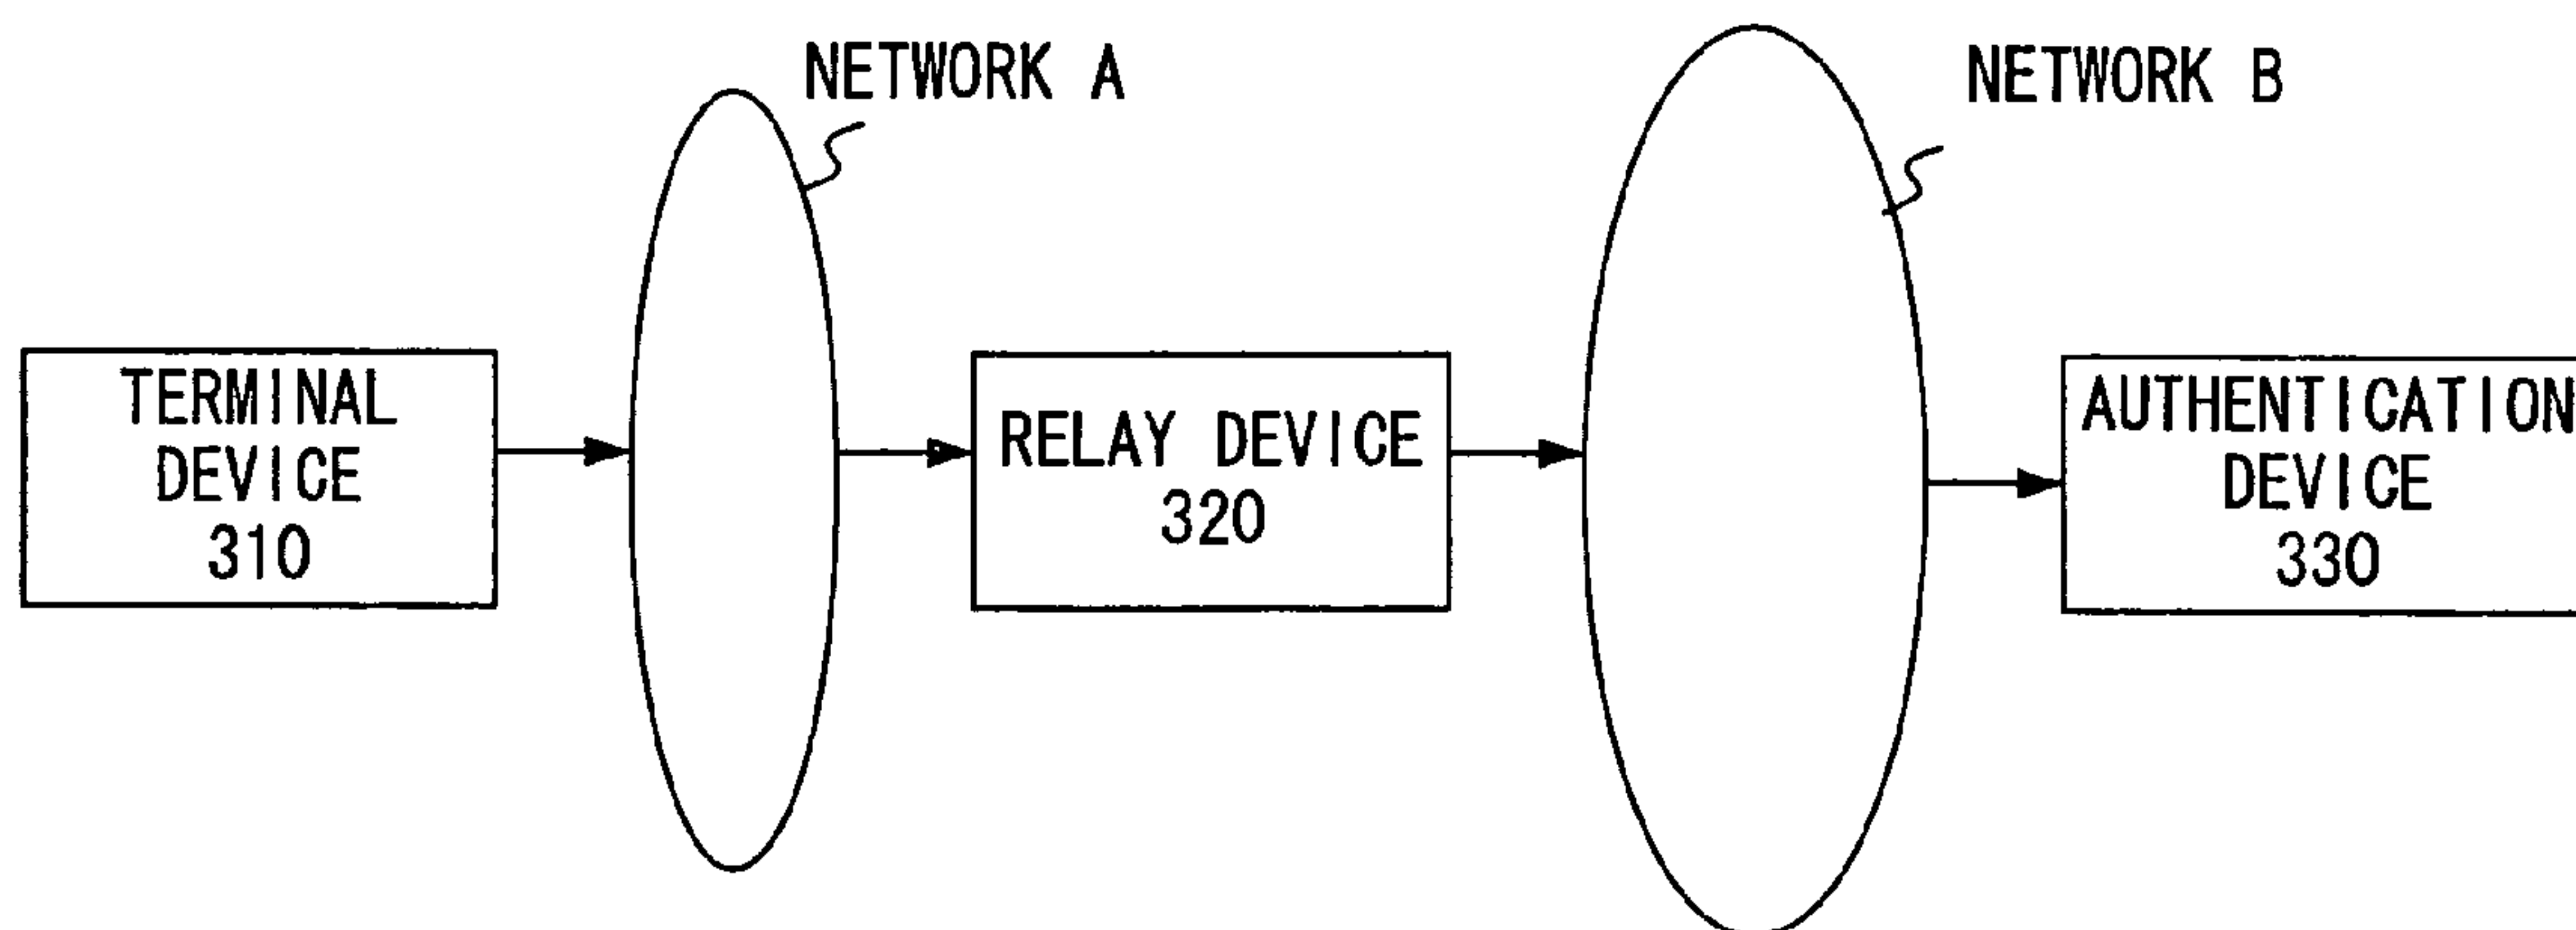 NETWORK A
NETWORK B
TERMINAL
DEVICE
310
RELAY DEVICE
320
AUTHENTICATION
DEVICE
330